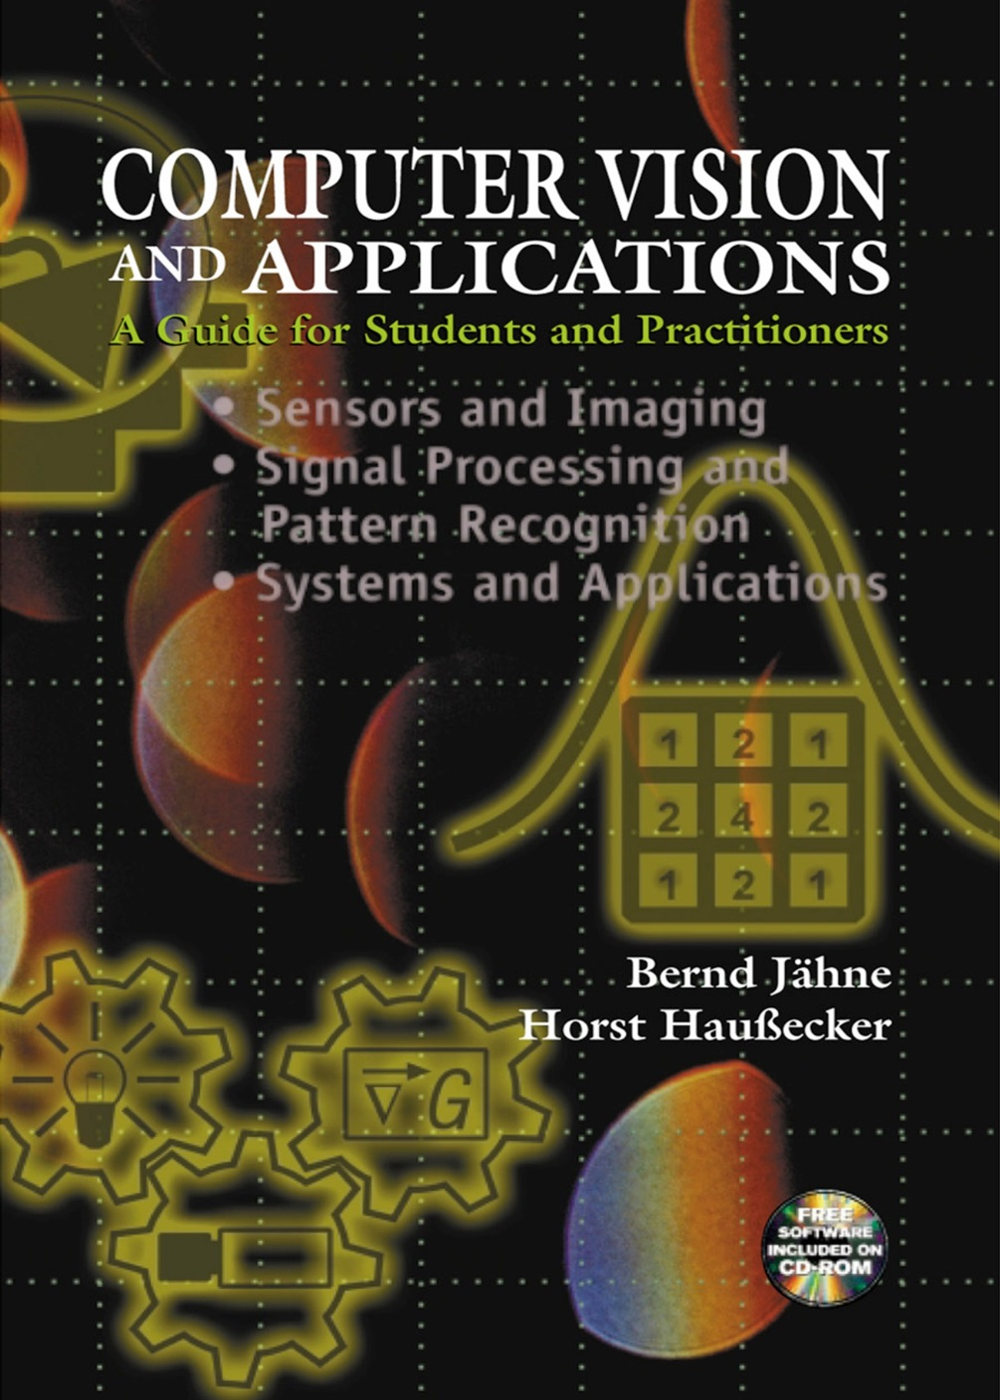 COMPUTER VISION
AND APPLICATIONS
A Guide for Students and Practitioners
• Sensors and Imaging
• Signal Processing and
Pattern Recognition
• Systems and Applications
1 2 1
2 4 2
1 2 1
Bernd Jähne
Horst Haußecker
∇ G
FREE
SOFTWARE
INCLUDED ON
CD-ROM